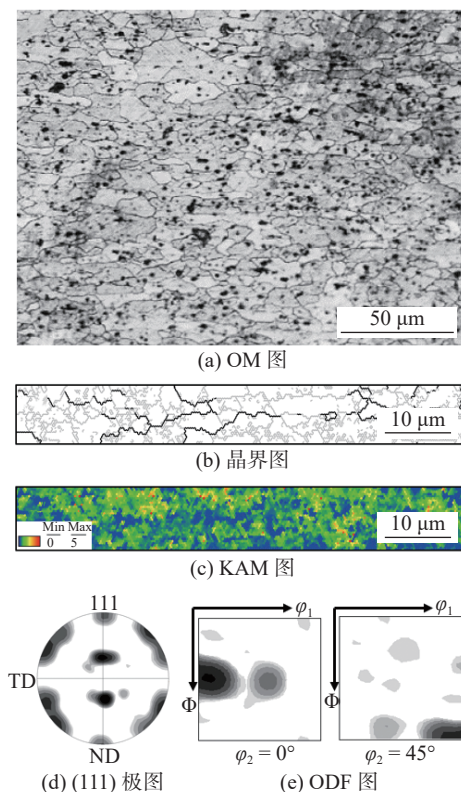 50 μm
(a) OM 图
10 μm
(b) 晶界图
Min Max
0 5
10 μm
(c) KAM 图
111
TD
ND
(d) (111) 极图
φ1
Φ
φ2 = 0°
φ1
Φ
φ2 = 45°
(e) ODF 图